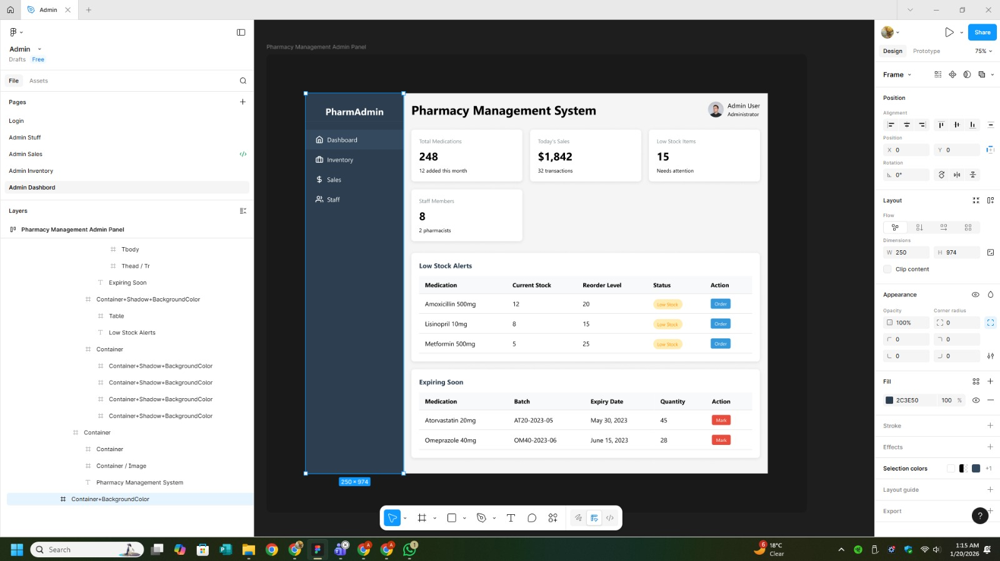 Admin
Admin
Drafts Free
File Assets
Pages
Login
Admin Stuff
Admin Sales
Admin Inventory
Admin Dashbord
Layers
Pharmacy Management Admin Panel
Tbody
Thead / Tr
Expiring Soon
Container+Shadow+BackgroundColor
Table
Low Stock Alerts
Container
Container+Shadow+BackgroundColor
Container+Shadow+BackgroundColor
Container+Shadow+BackgroundColor
Container+Shadow+BackgroundColor
Container
Container
Container / Image
Pharmacy Management System
Container+BackgroundColor
Pharmacy Management Admin Panel
PharmAdmin
Dashboard
Inventory
Sales
Staff
250 × 974
Pharmacy Management System
Admin User
Administrator
Total Medications
248
12 added this month
Today's Sales
$1,842
32 transactions
Low Stock Items
15
Needs attention
Staff Members
8
2 pharmacists
Low Stock Alerts
Medication Current Stock Reorder Level Status Action
Amoxicillin 500mg 12 20 Low Stock Order
Lisinopril 10mg 8 15 Low Stock Order
Metformin 500mg 5 25 Low Stock Order
Expiring Soon
Medication Batch Expiry Date Quantity Action
Atorvastatin 20mg AT20-2023-05 May 30, 2023 45 Mark
Omeprazole 40mg OM40-2023-06 June 15, 2023 28 Mark
Share
Design Prototype 75%
Frame
Position
Alignment
Position
X 0 Y 0
Rotation
0°
Layout
Flow
Dimensions
W 250 H 974
Clip content
Appearance
Opacity Corner radius
100% 0
0 0
0 0
Fill
2C3E50 100 %
Stroke
Effects
Selection colors +1
Layout guide
Export
?
Search
1
6
18°C
Clear
1:15 AM
1/20/2026